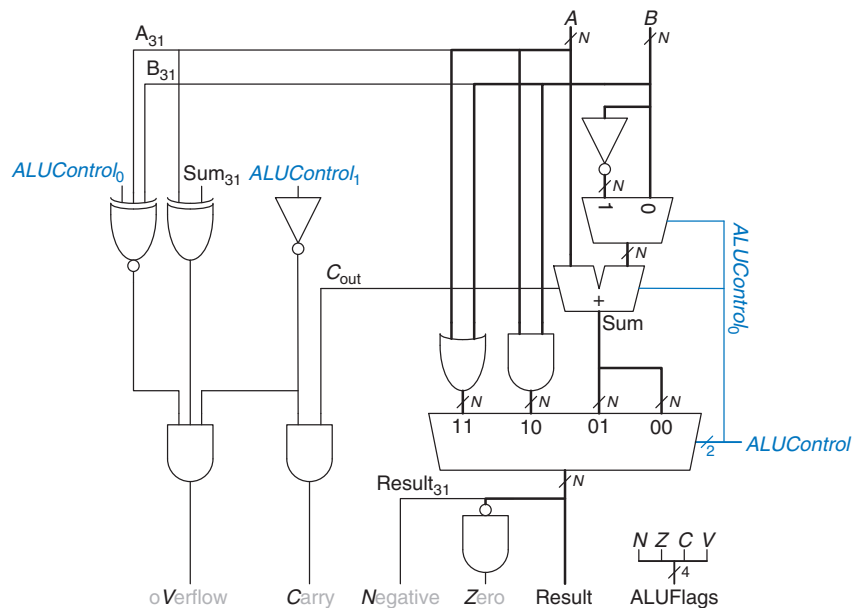 A B
N N
A31
B31
ALUControl0 Sum31 ALUControl1
N
1 0
N
ALUControl0
Cout
+
Sum
N N N N
11 10 01 00
2 ALUControl
Result31 N
N Z C V
4
oVerflow Carry Negative Zero Result ALUFlags